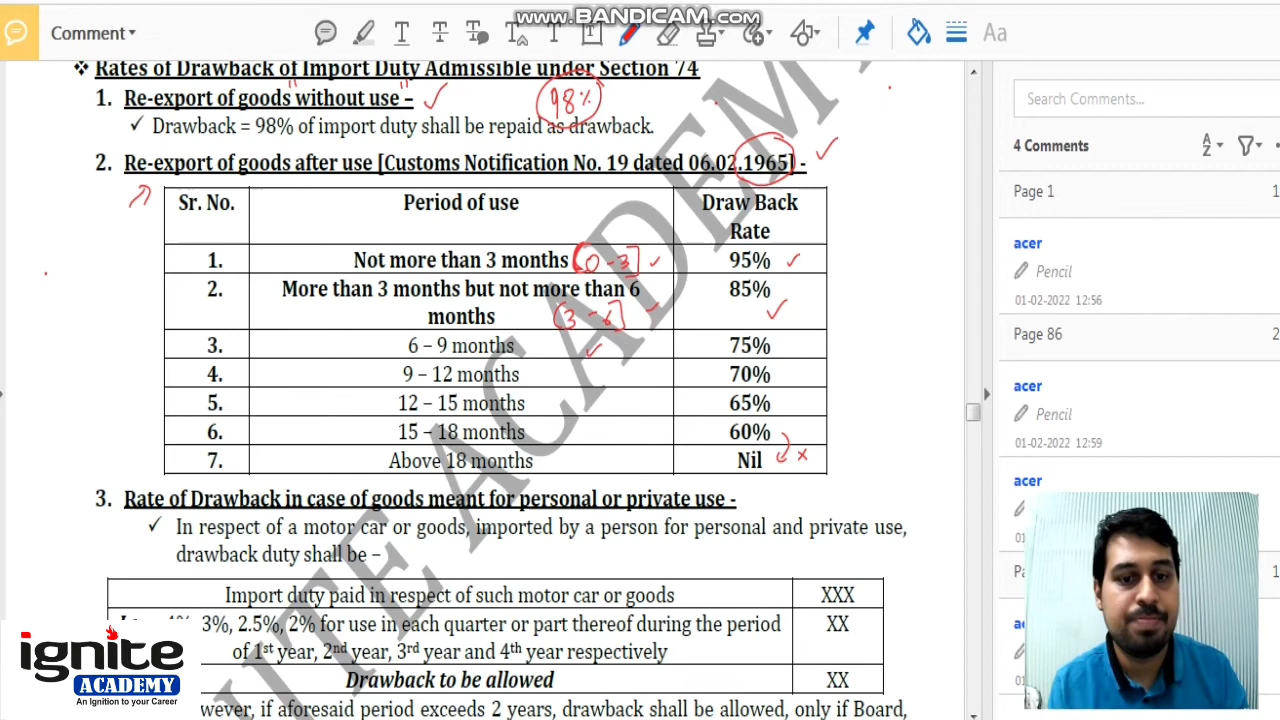 www.BANDICAM.com
Comment
Aa
❖ Rates of Drawback of Import Duty Admissible under Section 74
1. Re-export of goods without use –
98%
✓ Drawback = 98% of import duty shall be repaid as drawback.
2. Re-export of goods after use [Customs Notification No. 19 dated 06.02.1965] -
Sr. No. Period of use Draw Back Rate
1. Not more than 3 months (0 - 3] 95%
2. More than 3 months but not more than 6 months (3 - 6] 85%
3. 6 – 9 months 75%
4. 9 – 12 months 70%
5. 12 – 15 months 65%
6. 15 – 18 months 60%
7. Above 18 months Nil
3. Rate of Drawback in case of goods meant for personal or private use -
✓ In respect of a motor car or goods, imported by a person for personal and private use,
drawback duty shall be –
Import duty paid in respect of such motor car or goods XXX
3%, 2.5%, 2% for use in each quarter or part thereof during the period XX
of 1st year, 2nd year, 3rd year and 4th year respectively
Drawback to be allowed XX
wever, if aforesaid period exceeds 2 years, drawback shall be allowed, only if Board,
IGNITE ACADEMY
Search Comments...
4 Comments
Page 1 1
acer
Pencil
01-02-2022 12:56
Page 86 2
acer
Pencil
01-02-2022 12:59
acer
ignite
ACADEMY
An Ignition to your Career